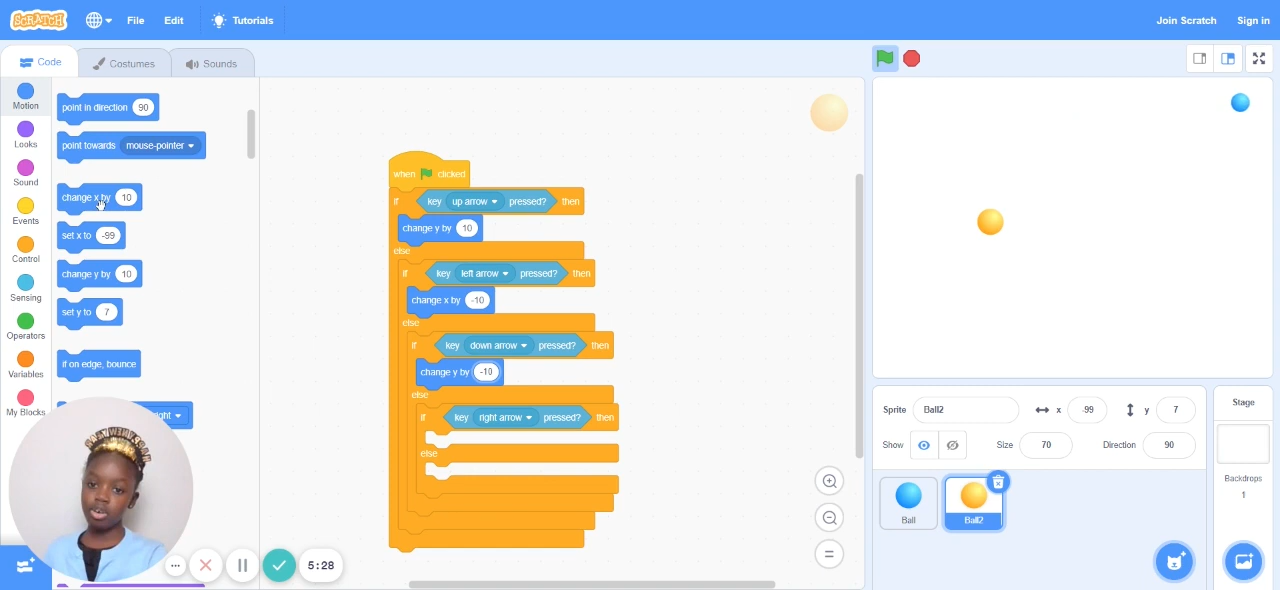 SCRATCH File Edit Tutorials Join Scratch Sign in
Code Costumes Sounds
Motion
Looks
Sound
Events
Control
Sensing
Operators
Variables
My Blocks
point in direction 90
point towards mouse-pointer
change x by 10
set x to -99
change y by 10
set y to 7
if on edge, bounce
when clicked
if key up arrow pressed? then
change y by 10
else
if key left arrow pressed? then
change x by -10
else
if key down arrow pressed? then
change y by -10
else
if key right arrow pressed? then
else
5:28
Sprite Ball2 x -99 y 7
Show Size 70 Direction 90
Ball
Ball2
Stage
Backdrops
1